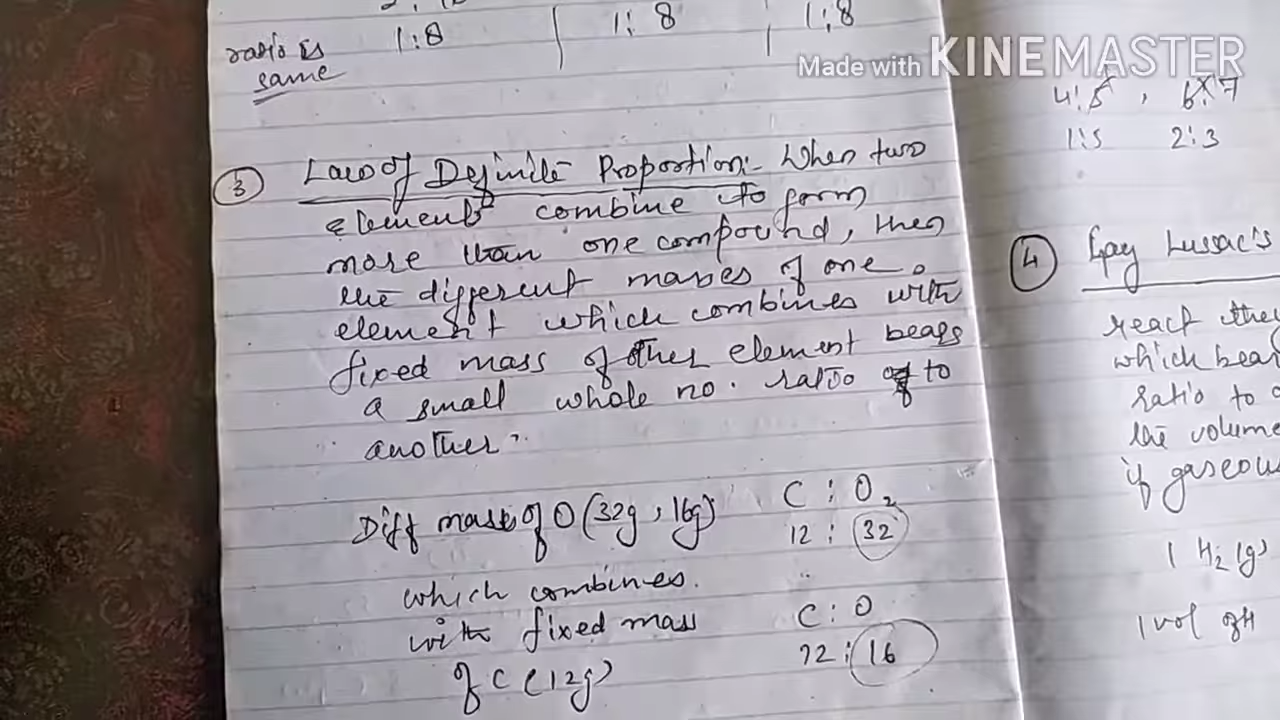 1:8 | 1:8 | 1:8
ratio is
same
Made with KINEMASTER
4:5 , 6:7
1:5 2:3
③ Law of Definite Proportion:- When two
elements combine to form
more than one compound, then
the different masses of one
element which combines with
fixed mass of other element bears
a small whole no. ratio to
another.
Diff mass of O (32g, 16g) C : O₂
12 : 32
which combines.
with fixed mass C : O
12 : 16
of C (12g)
④ Gay Lussac's
react they
which bear
ratio to
the volume
if gaseous
1 H₂ (g)
1 vol of H